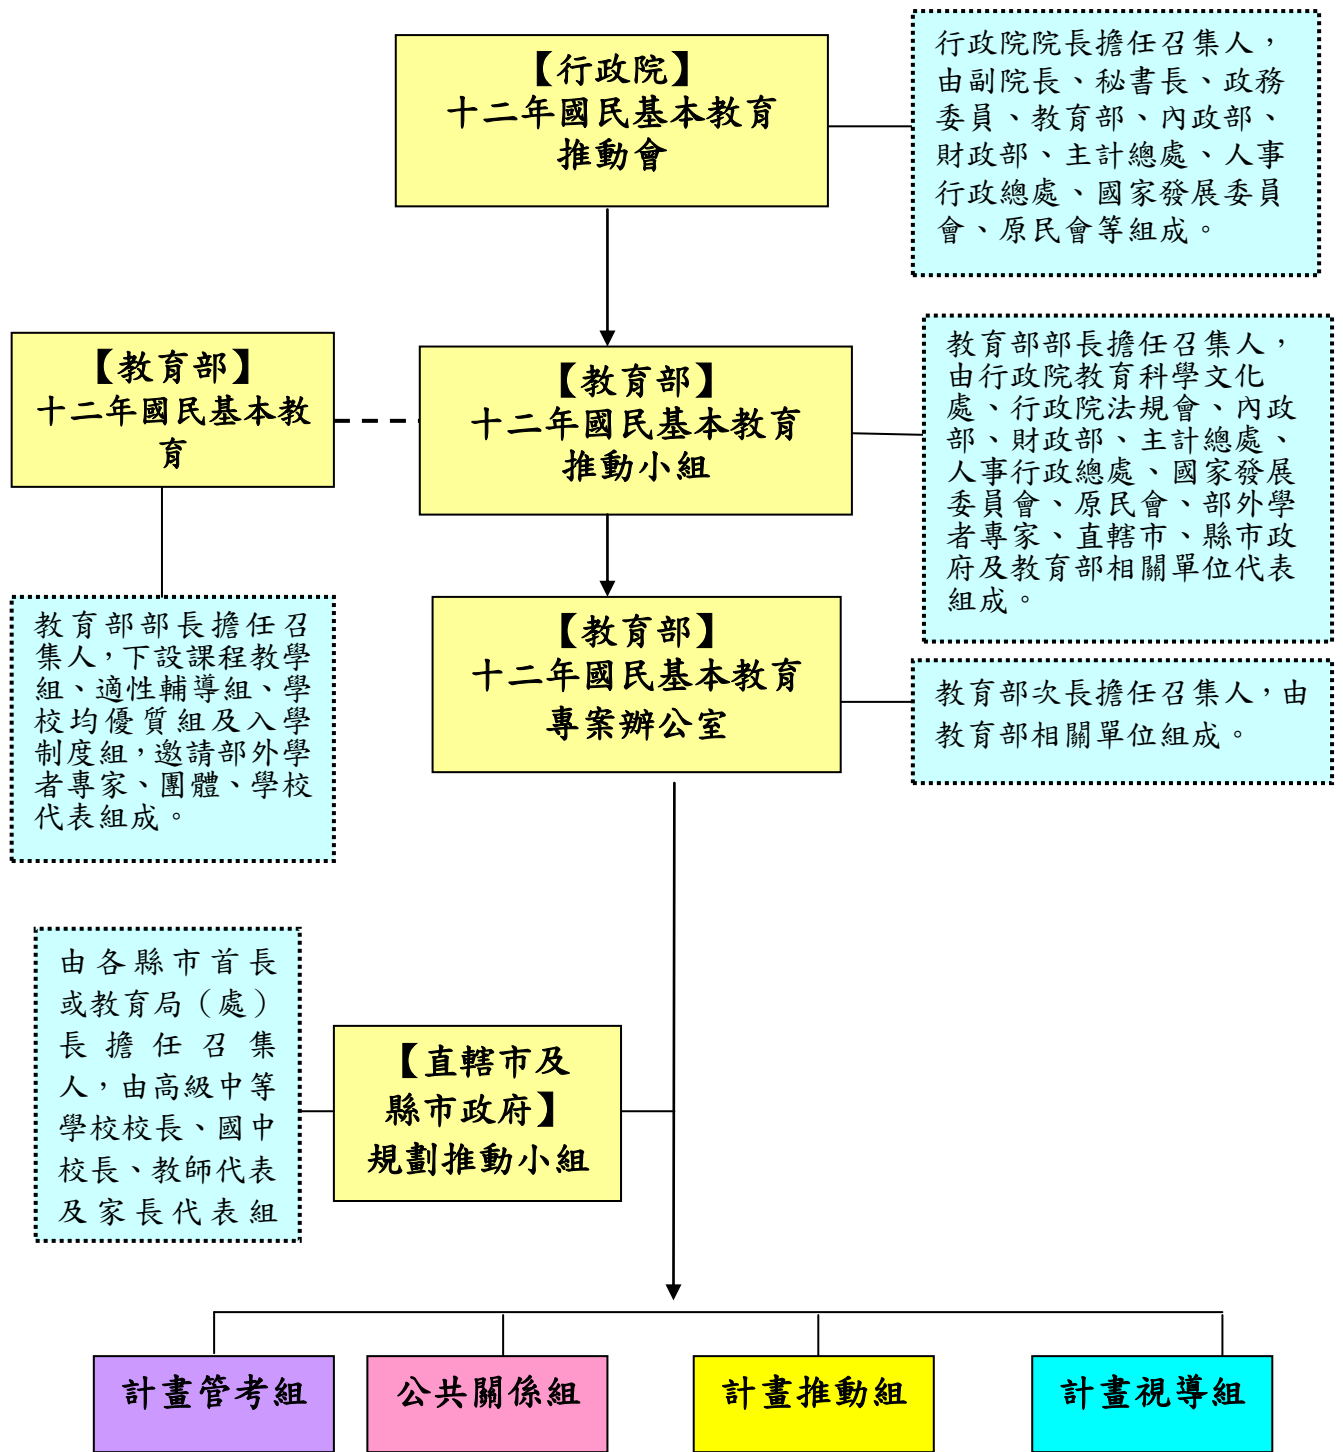 【行政院】
十二年國民基本教育
推動會
行政院院長擔任召集人，
由副院長、秘書長、政務
委員、教育部、內政部、
財政部、主計總處、人事
行政總處、國家發展委員
會、原民會等組成。
【教育部】
十二年國民基本教
育
【教育部】
十二年國民基本教育
推動小組
教育部部長擔任召集人，
由行政院教育科學文化
處、行政院法規會、內政
部、財政部、主計總處、
人事行政總處、國家發展
委員會、原民會、部外學
者專家、直轄市、縣市政
府及教育部相關單位代表
組成。
教育部部長擔任召
集人，下設課程教學
組、適性輔導組、學
校均優質組及入學
制度組，邀請部外學
者專家、團體、學校
代表組成。
【教育部】
十二年國民基本教育
專案辦公室
教育部次長擔任召集人，由
教育部相關單位組成。
由各縣市首長
或教育局（處）
長擔任召集
人，由高級中等
學校校長、國中
校長、教師代表
及家長代表組
【直轄市及
縣市政府】
規劃推動小組
計畫管考組
公共關係組
計畫推動組
計畫視導組